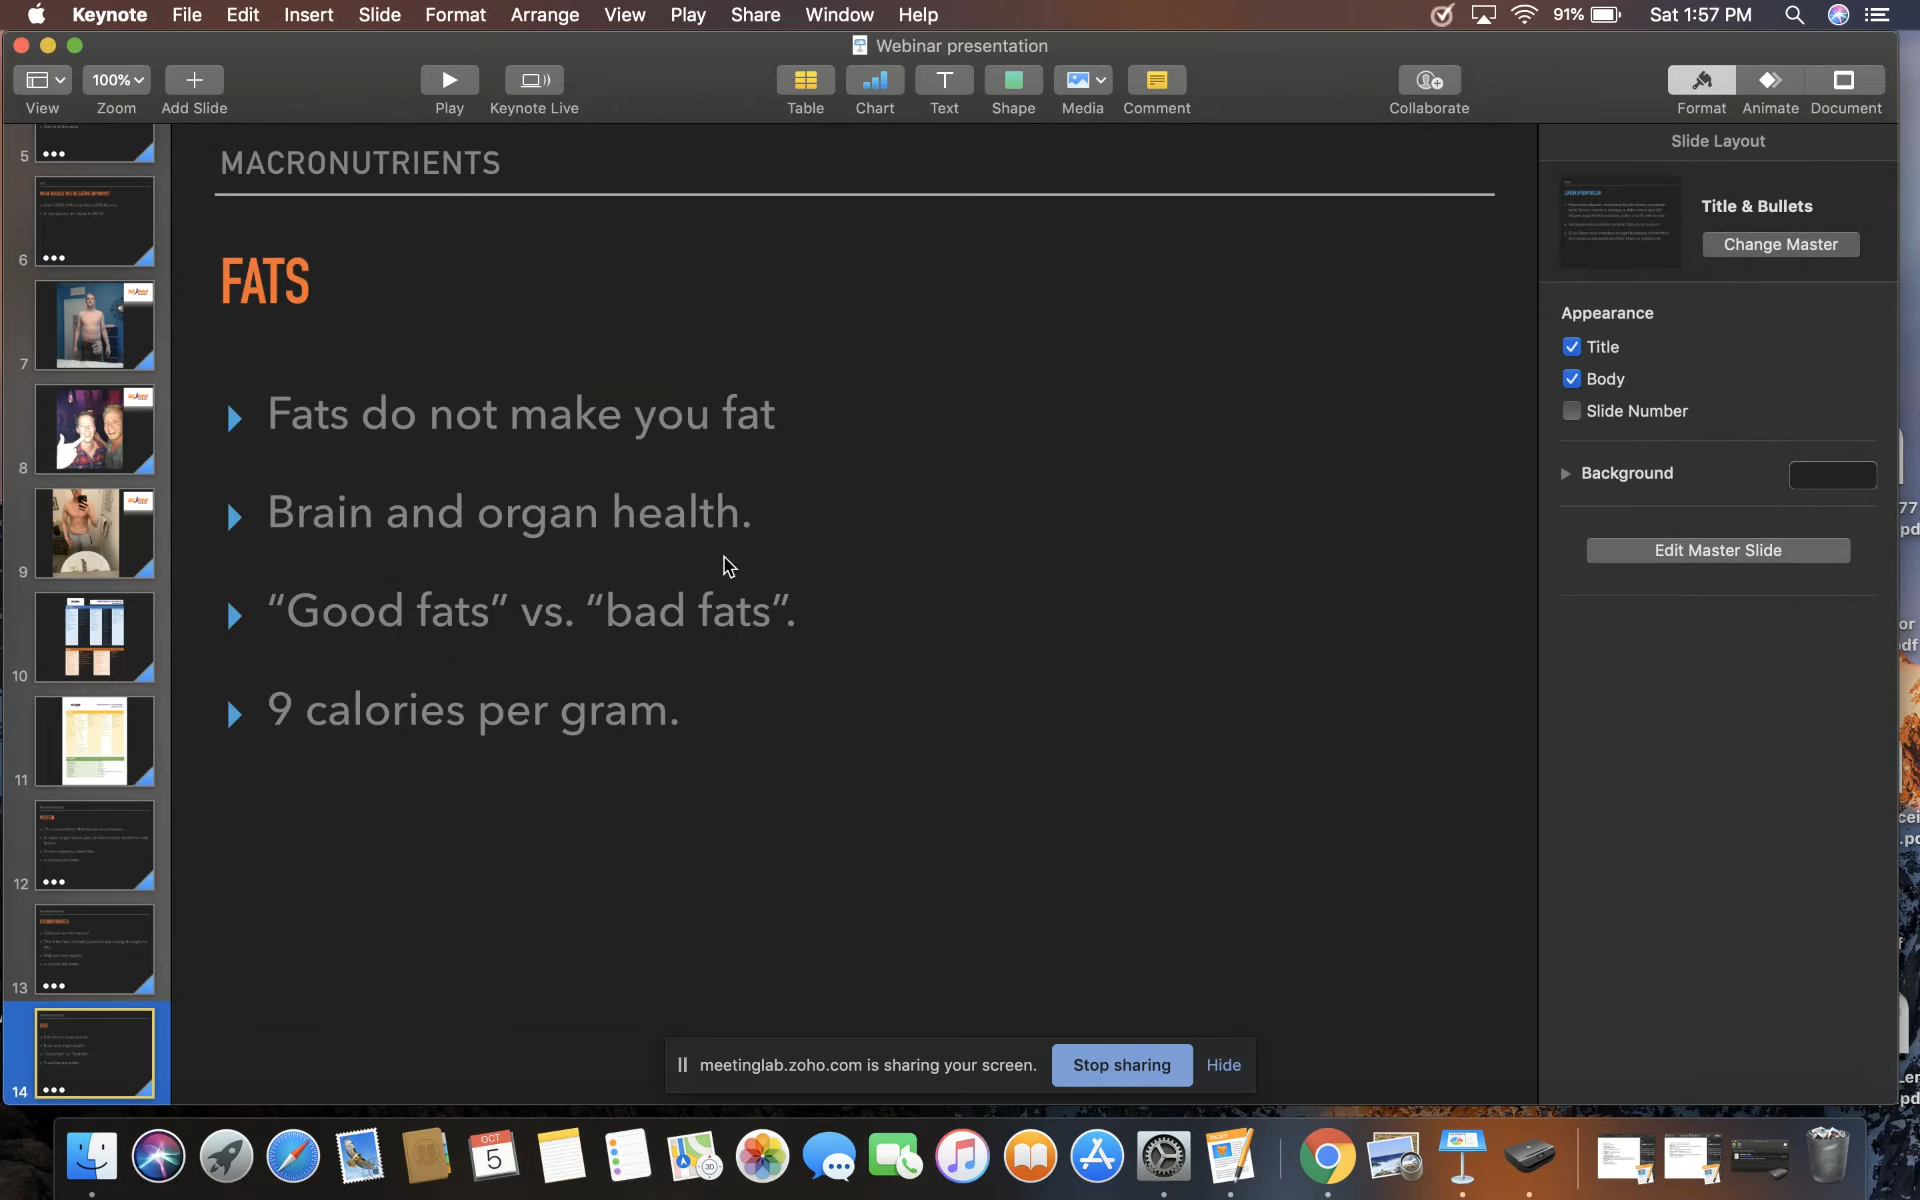 Keynote File Edit Insert Slide Format Arrange View Play Share Window Help 91% Sat 1:57 PM
Webinar presentation
100%
View Zoom Add Slide Play Keynote Live Table Chart Text Shape Media Comment Collaborate Format Animate Document
Slide Layout
Title & Bullets
Change Master
Appearance
Title
Body
Slide Number
Background
Edit Master Slide
MACRONUTRIENTS
FATS
Fats do not make you fat
Brain and organ health.
“Good fats” vs. “bad fats”.
9 calories per gram.
5
6
7
8
9
10
11
12
13
14
meetinglab.zoho.com is sharing your screen. Stop sharing Hide
OCT
5